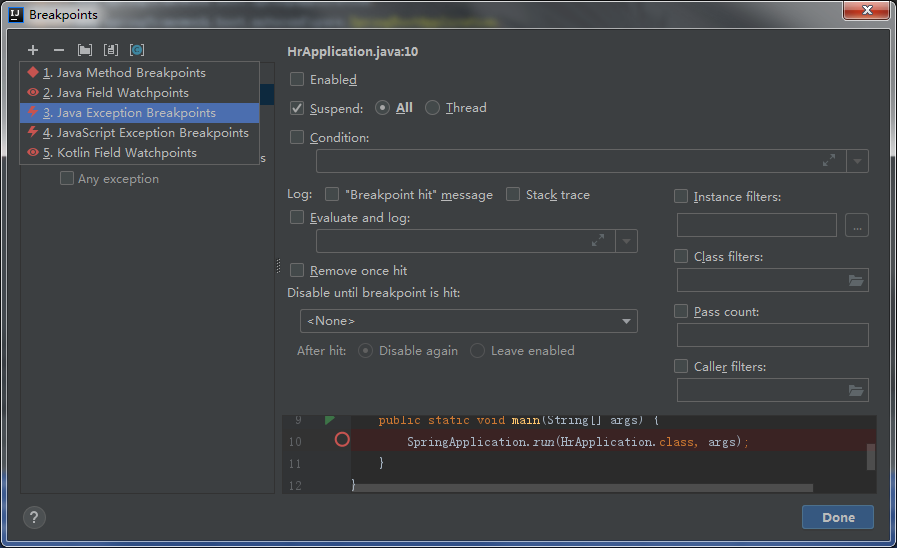 Breakpoints
1. Java Method Breakpoints
2. Java Field Watchpoints
3. Java Exception Breakpoints
4. JavaScript Exception Breakpoints
5. Kotlin Field Watchpoints
s
Any exception
HrApplication.java:10
Enabled
Suspend: All Thread
Condition:
Log: "Breakpoint hit" message Stack trace
Evaluate and log:
Remove once hit
Disable until breakpoint is hit:
<None>
After hit: Disable again Leave enabled
Instance filters:
...
Class filters:
Pass count:
Caller filters:
9 public static void main(String[] args) {
10 SpringApplication.run(HrApplication.class, args);
11 }
12 }
? Done